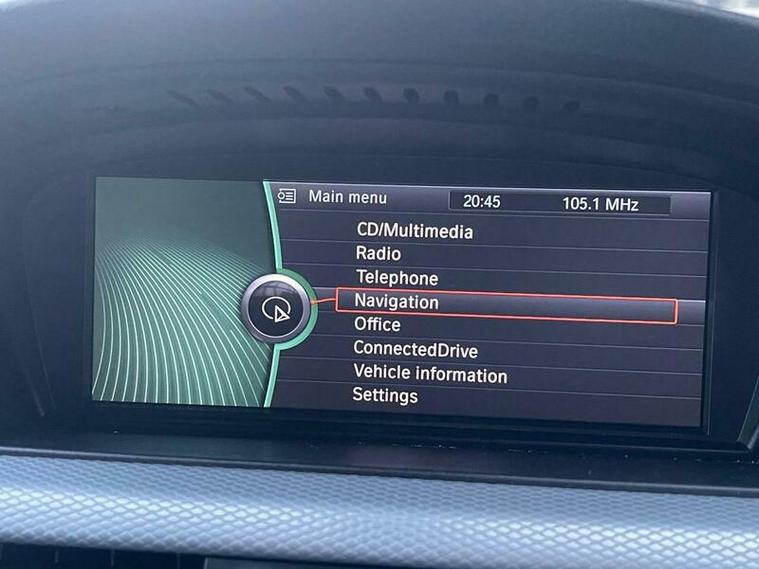 Main menu 20:45 105.1 MHz
CD/Multimedia
Radio
Telephone
Navigation
Office
ConnectedDrive
Vehicle information
Settings